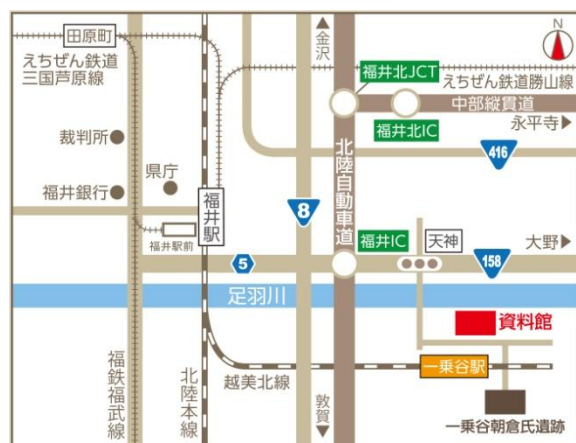 田原町
えちぜん鉄道
三国芦原線
裁判所
福井銀行
県庁
福井駅
福井駅前
金沢
N
福井北JCT
えちぜん鉄道勝山線
中部縦貫道
福井北IC
永平寺
416
北陸自動車道
8
福井IC
天神
大野
5
158
足羽川
資料館
一乗谷駅
越美北線
福鉄福武線
北陸本線
敦賀
一乗谷朝倉氏遺跡